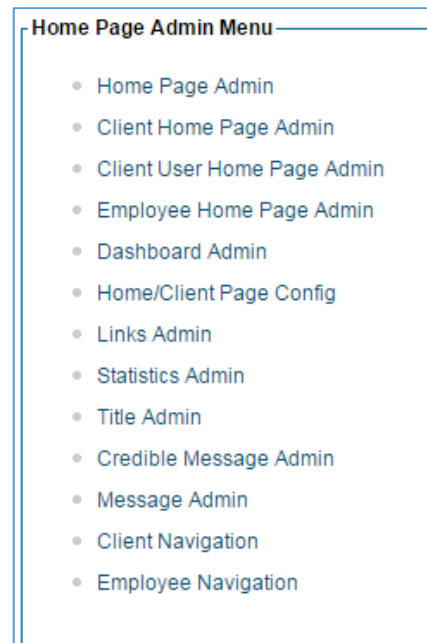 Home Page Admin Menu
Home Page Admin
Client Home Page Admin
Client User Home Page Admin
Employee Home Page Admin
Dashboard Admin
Home/Client Page Config
Links Admin
Statistics Admin
Title Admin
Credible Message Admin
Message Admin
Client Navigation
Employee Navigation